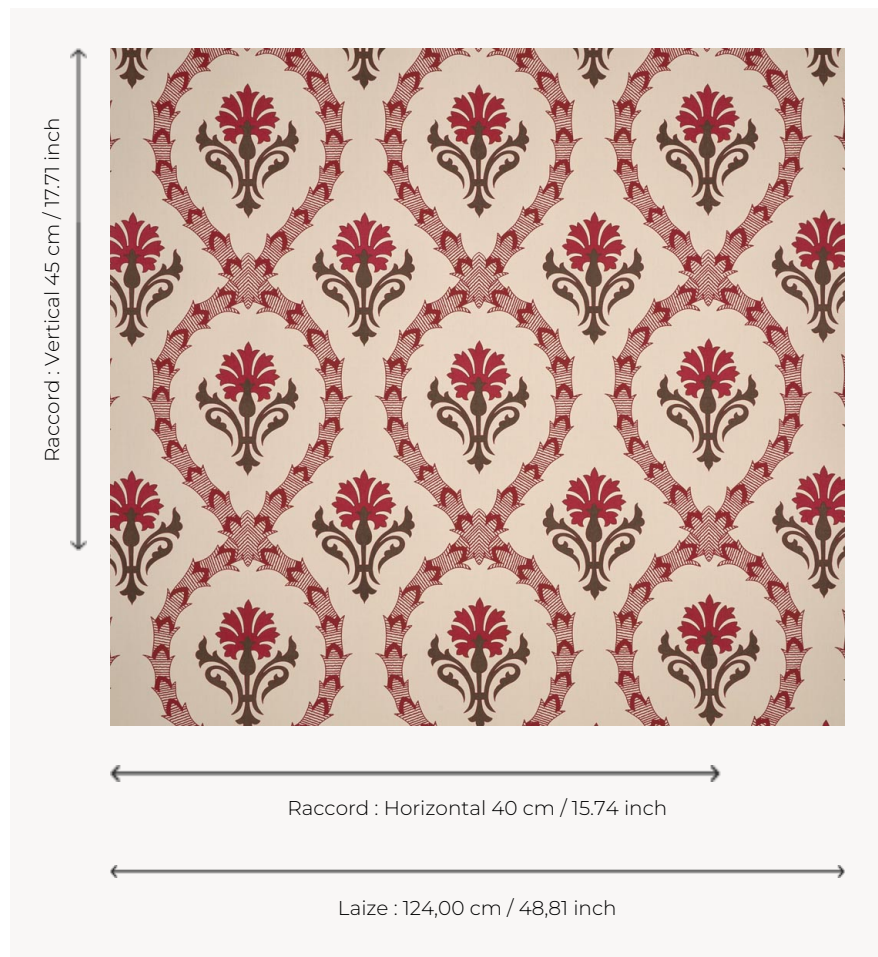 Raccord : Vertical 45 cm / 17.71 inch
Raccord : Horizontal 40 cm / 15.74 inch
Laize : 124,00 cm / 48,81 inch